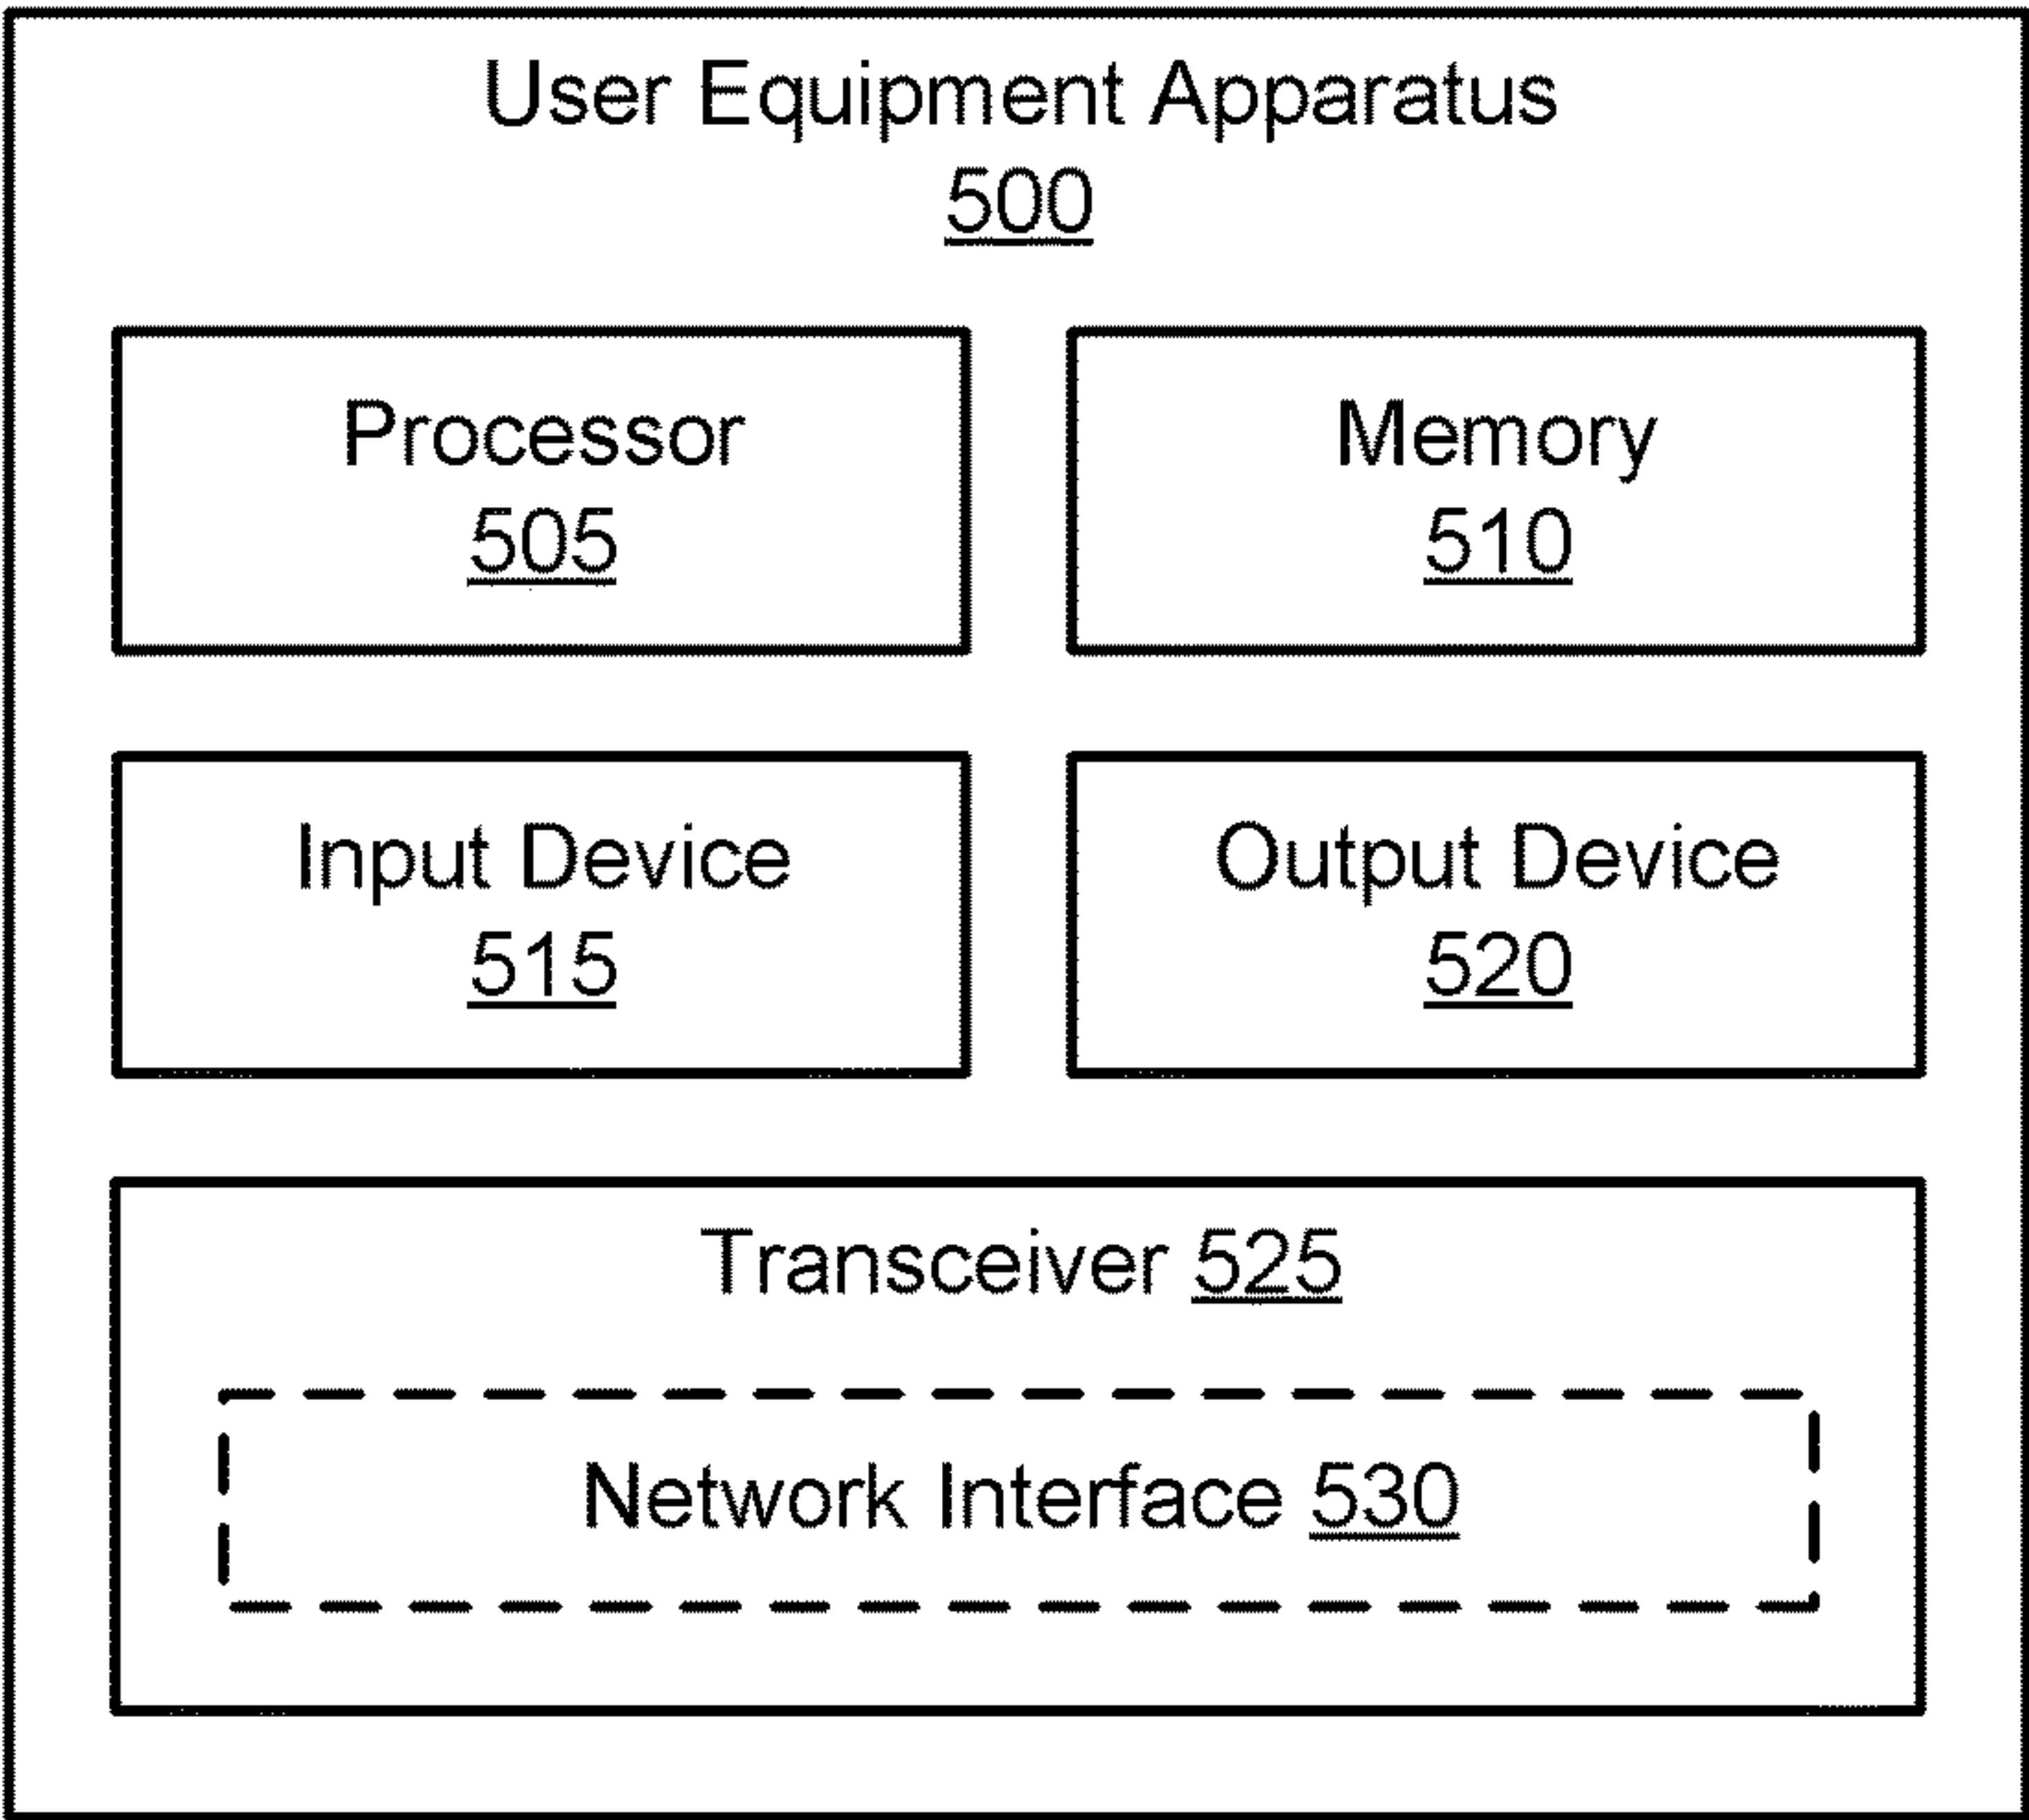 User Equipment Apparatus
500
Processor
505
Memory
510
Input Device
515
Output Device
520
Transceiver 525
Network Interface 530